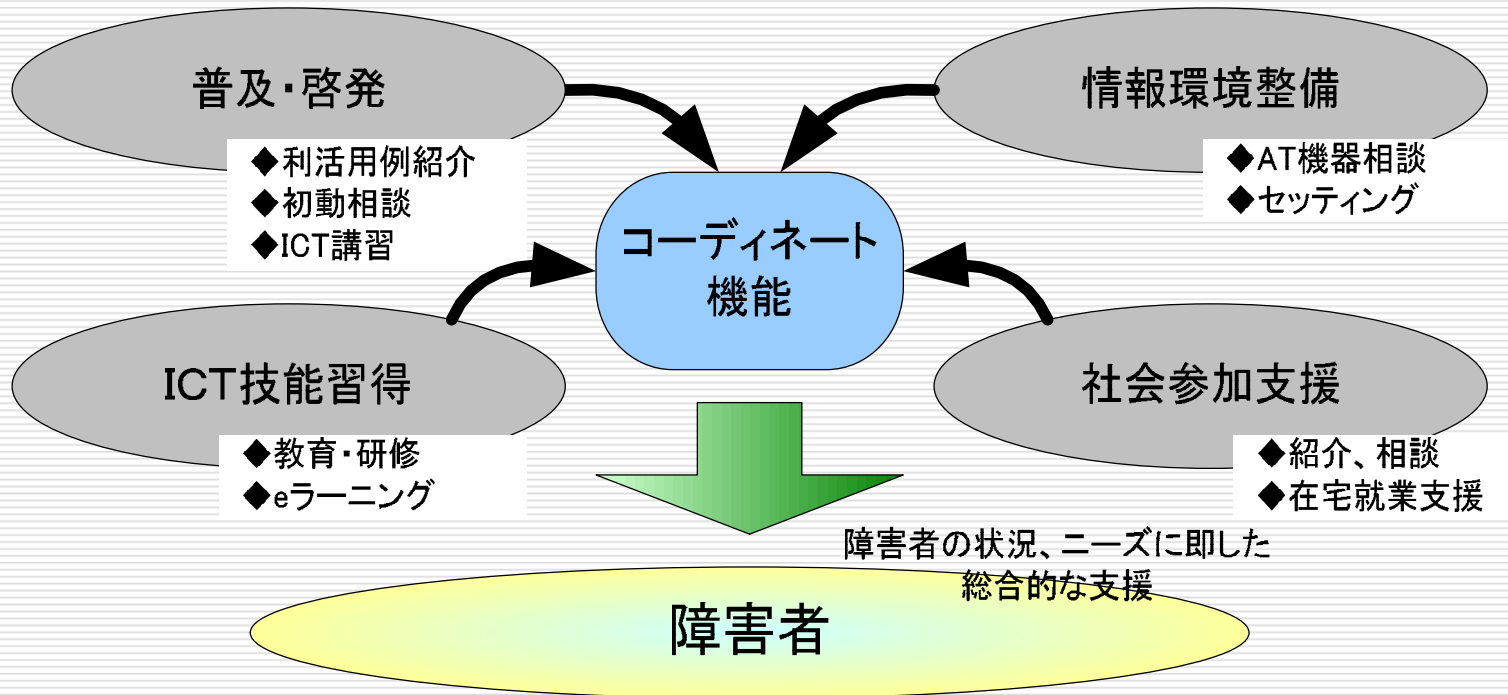 普及・啓発
◆利活用例紹介
◆初動相談
◆ICT講習
情報環境整備
◆AT機器相談
◆セッティング
コーディネート
機能
ICT技能習得
◆教育・研修
◆eラーニング
社会参加支援
◆紹介、相談
◆在宅就業支援
障害者の状況、ニーズに即した
総合的な支援
障害者